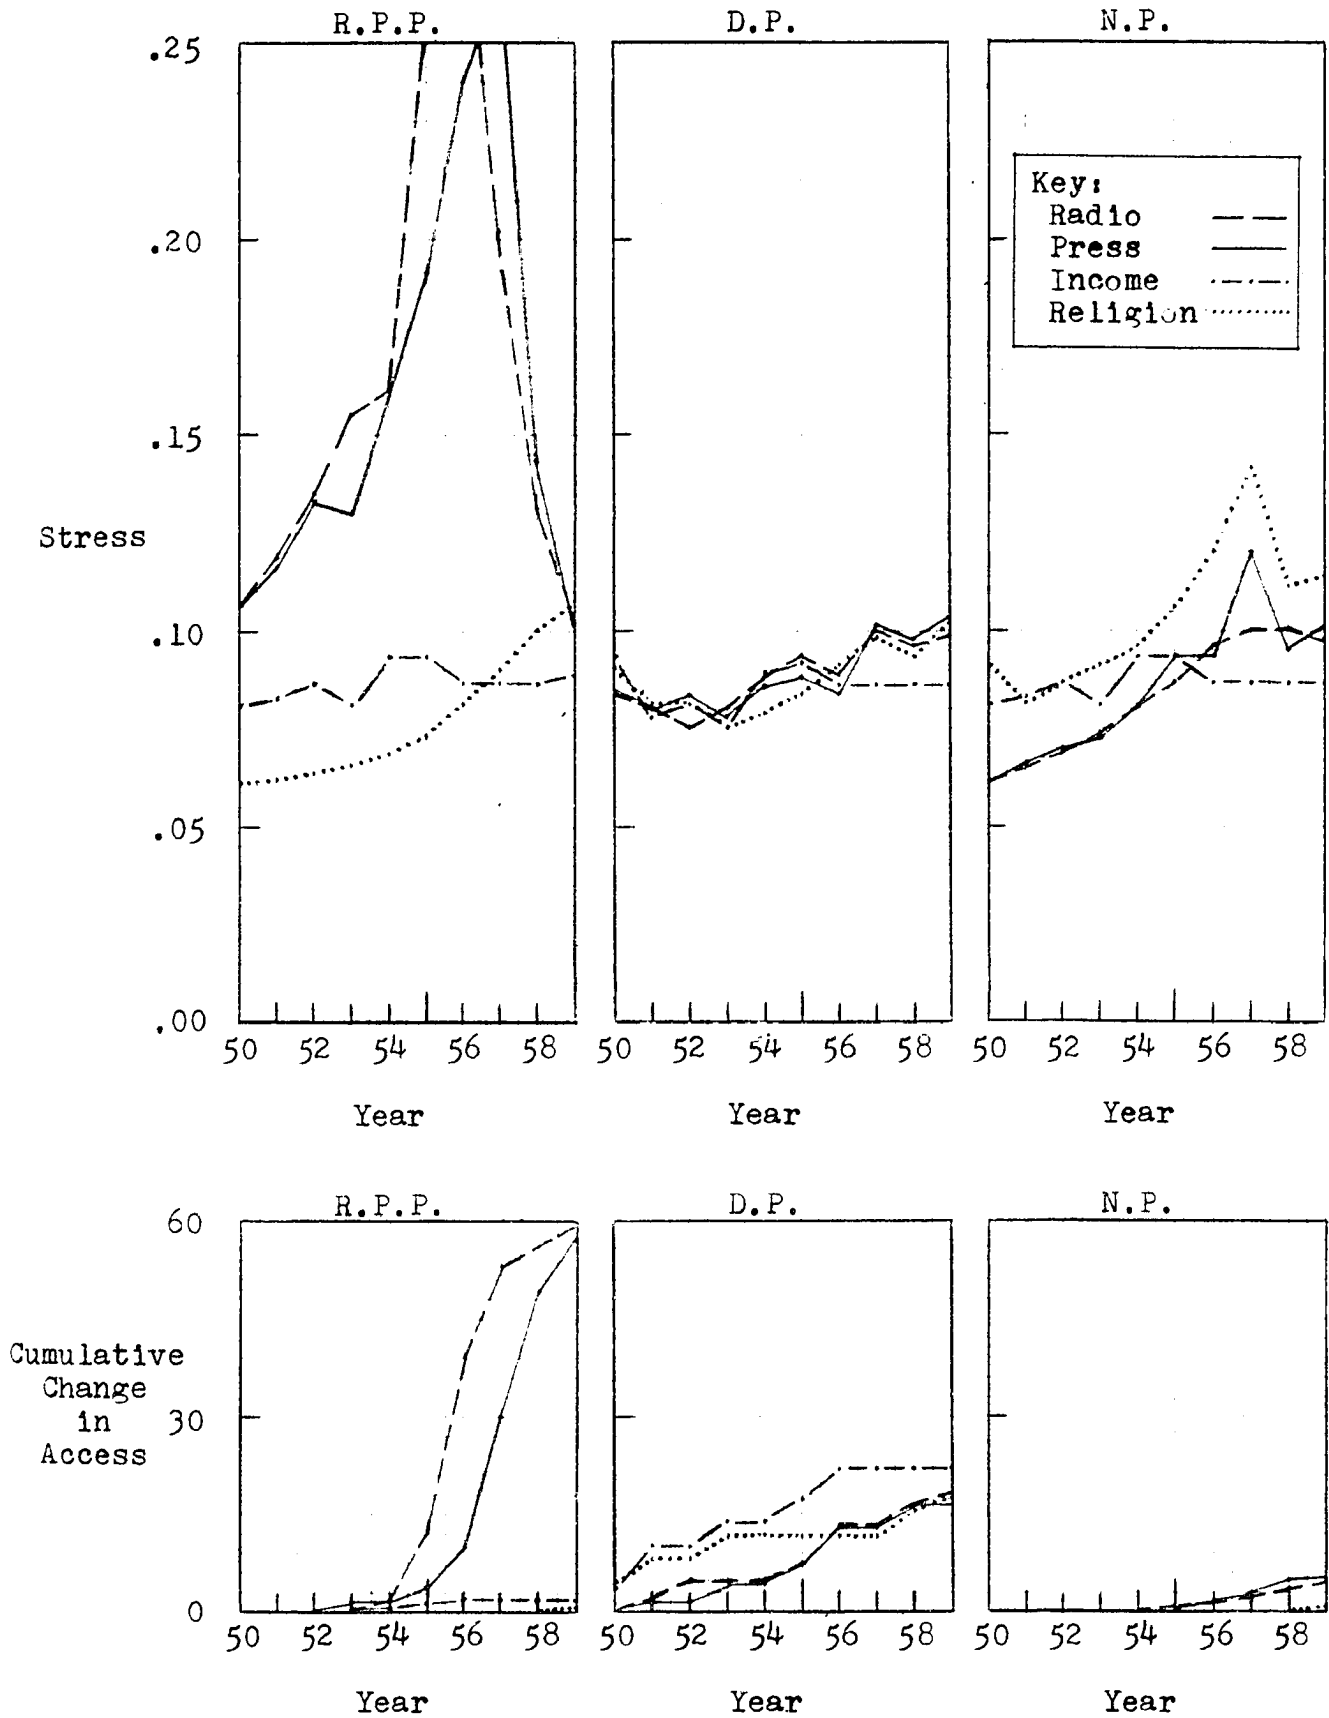 R.P.P. D.P. N.P.
.25
.20
.15
.10
.05
.00
Stress
Key:
Radio
Press
Income
Religion
50 52 54 56 58 50 52 54 56 58 50 52 54 56 58
Year Year Year
R.P.P. D.P. N.P.
60
30
0
Cumulative
Change
in
Access
50 52 54 56 58 50 52 54 56 58 50 52 54 56 58
Year Year Year